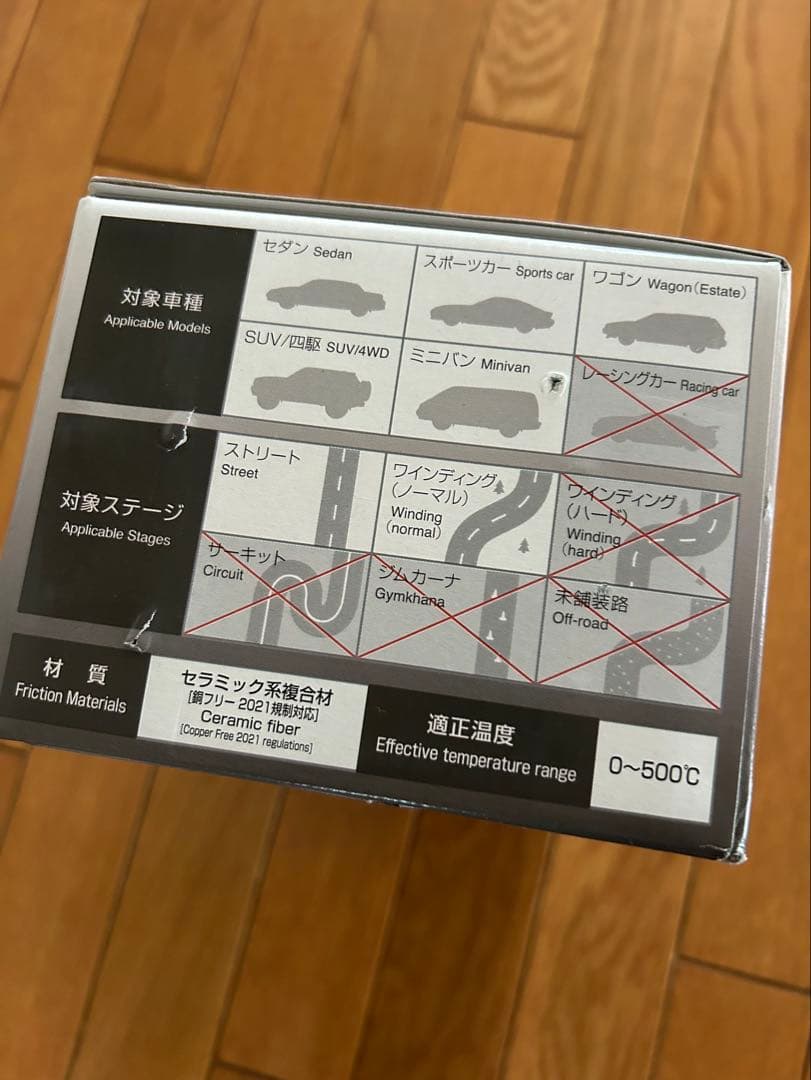 対象車種
Applicable Models
セダン Sedan
スポーツカー Sports car
ワゴン Wagon(Estate)
SUV/四駆 SUV/4WD
ミニバン Minivan
レーシングカー Racing car
対象ステージ
Applicable Stages
ストリート
Street
ワインディング
(ノーマル)
Winding
(normal)
ワインディング
(ハード)
Winding
(hard)
サーキット
Circuit
ジムカーナ
Gymkhana
未舗装路
Off-road
材質
Friction Materials
セラミック系複合材
[銅フリー 2021規制対応]
Ceramic fiber
[Copper Free 2021 regulations]
適正温度
Effective temperature range
0〜500℃